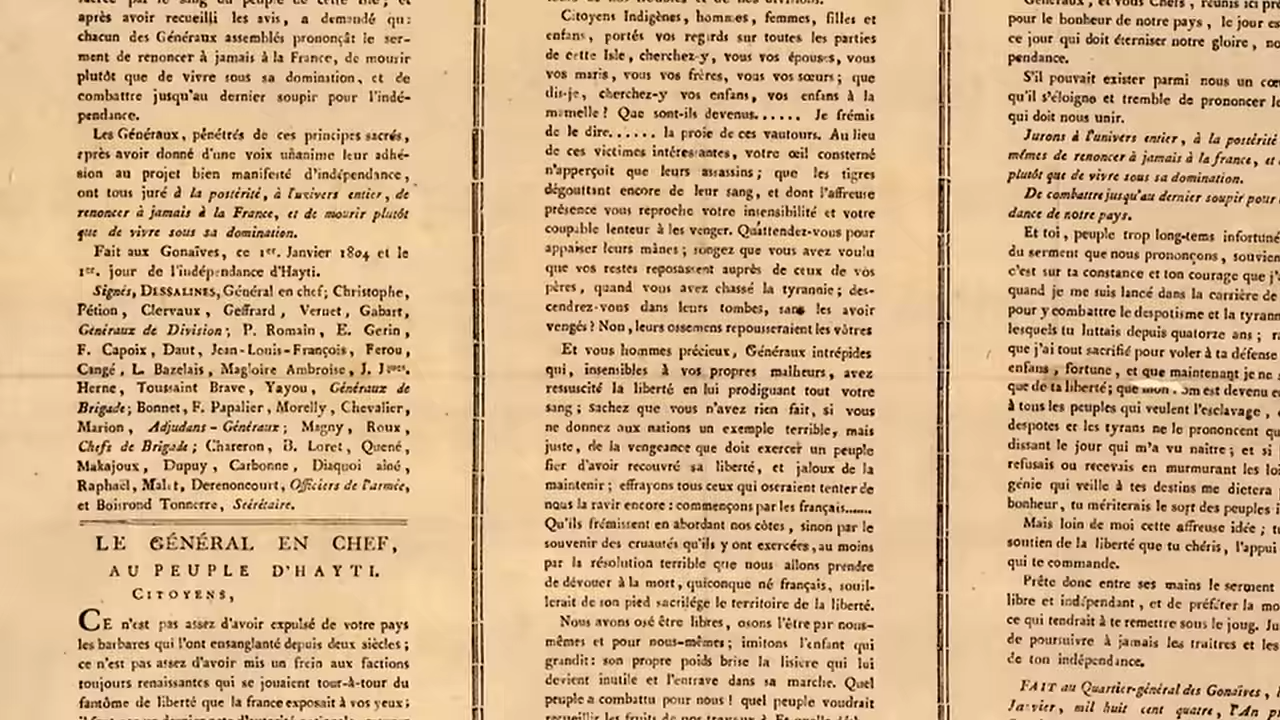 après avoir recueilli les avis, a demandé que
chacun des Généraux assemblés prononçât le ser-
ment de renoncer à jamais à la France, de mourir
plutôt que de vivre sous sa domination, et de
combattre jusqu'au dernier soupir pour l'indé-
pendance.
Les Généraux, pénétrés de ces principes sacrés,
après avoir donné d'une voix unanime leur adhé-
sion au projet bien manifesté d'indépendance,
ont tous juré à la postérité, à l'univers entier, de
renoncer à jamais à la France, et de mourir plutôt
que de vivre sous sa domination.
Fait aux Gonaïves, ce 1er. Janvier 1804 et le
1er. jour de l'indépendance d'Hayti.
Signés, DESSALINES, Général en chef; Christophe,
Pétion, Clervaux, Geffrard, Vernet, Gabart,
Généraux de Division; P. Romain, E. Gerin,
F. Capoix, Daut, Jean-Louis-François, Ferou,
Cangé, L. Bazelais, Magloire Ambroise, J. Jques.
Herne, Toussaint Brave, Yayou, Généraux de
Brigade; Bonnet, F. Papalier, Morelly, Chevalier,
Marion, Adjudans-Généraux; Magny, Roux,
Chefs de Brigade; Chareron, B. Loret, Quené,
Makajoux, Dupuy, Carbonne, Diaquoi aîné,
Raphaël, Malet, Derenoncourt, Officiers de l'armée,
et Boisrond Tonnerre, Sécrétaire.
LE GÉNÉRAL EN CHEF,
AU PEUPLE D'HAYTI.
CITOYENS,
CE n'est pas assez d'avoir expulsé de votre pays
les barbares qui l'ont ensanglanté depuis deux siècles;
ce n'est pas assez d'avoir mis un frein aux factions
toujours renaissantes qui se jouaient tour-à-tour du
fantôme de liberté que la france exposait à vos yeux;
Citoyens Indigènes, hommes, femmes, filles et
enfans, portés vos regards sur toutes les parties
de cette Isle, cherchez-y, vous vos épouses, vous
vos maris, vous vos frères, vous vos sœurs; que
dis-je, cherchez-y vos enfans, vos enfans à la
mamelle? Que sont-ils devenus...... Je frémis
de le dire...... la proie de ces vautours. Au lieu
de ces victimes intéressantes, votre œil consterné
n'apperçoit que leurs assassins; que les tigres
dégouttant encore de leur sang, et dont l'affreuse
présence vous reproche votre insensibilité et votre
coupable lenteur à les venger. Qu'attendez-vous pour
appaiser leurs mânes; songez que vous avez voulu
que vos restes reposassent auprès de ceux de vos
pères, quand vous avez chassé la tyrannie; des-
cendrez-vous dans leurs tombes, sans les avoir
vengés? Non, leurs ossemens repousseraient les vôtres
Et vous hommes précieux, Généraux intrépides
qui, insensibles à vos propres malheurs, avez
ressuscité la liberté en lui prodiguant tout votre
sang; sachez que vous n'avez rien fait, si vous
ne donnez aux nations un exemple terrible, mais
juste, de la vengeance que doit exercer un peuple
fier d'avoir recouvré sa liberté, et jaloux de la
maintenir; effrayons tous ceux qui oseraient tenter de
nous la ravir encore: commençons par les français......
Qu'ils frémissent en abordant nos côtes, sinon par le
souvenir des cruautés qu'ils y ont exercées, au moins
par la résolution terrible que nous allons prendre
de dévouer à la mort, quiconque né français, souil-
lerait de son pied sacrilége le territoire de la liberté.
Nous avons osé être libres, osons l'être par nous-
mêmes et pour nous-mêmes; imitons l'enfant qui
grandit: son propre poids brise la lisière qui lui
devient inutile et l'entrave dans sa marche. Quel
peuple a combattu pour nous! quel peuple voudrait
recueillir les fruits de nos travaux?
Généraux, et vous Chefs, réunis ici
pour le bonheur de notre pays, le jour
ce jour qui doit éterniser notre gloire,
pendance.
S'il pouvait exister parmi nous un
qu'il s'éloigne et tremble de prononcer
qui doit nous unir.
Jurons à l'univers entier, à la postérité
mêmes de renoncer à jamais à la france, et
plutôt que de vivre sous sa domination.
De combattre jusqu'au dernier soupir pour
dance de notre pays.
Et toi, peuple trop long-tems infortuné
du serment que nous prononçons,
c'est sur ta constance et ton courage que
quand je me suis lancé dans la carrière de
pour y combattre le despotisme et la
lesquels tu luttais depuis quatorze ans;
que j'ai tout sacrifié pour voler à ta défense
enfans, fortune, et que maintenant je ne
que de ta liberté; que mon est devenu
à tous les peuples qui veulent l'esclavage,
despotes et les tyrans ne le prononcent
dissant le jour qui m'a vu naître; et si
refusais ou recevais en murmurant les
génie qui veille à tes destins me dictera
bonheur, tu mériterais le sort des peuples
Mais loin de moi cette affreuse idée;
soutien de la liberté que tu chéris, l'appui
qui te commande.
Prête donc entre ses mains le serment
libre et indépendant, et de préférer la
ce qui tendrait à te remettre sous le joug.
de poursuivre à jamais les traîtres et les
de ton indépendance.
FAIT au Quartier-général des Gonaïves,
Janvier, mil huit cent quatre, l'An